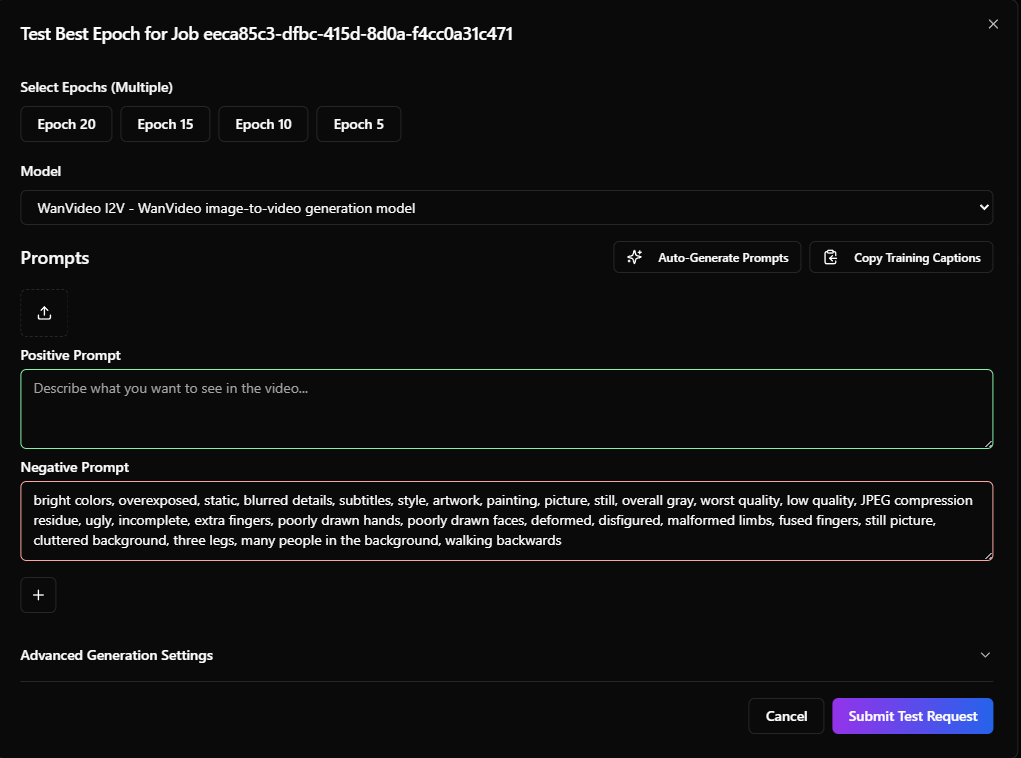 Test Best Epoch for Job eeca85c3-dfbc-415d-8d0a-f4cc0a31c471
Select Epochs (Multiple)
Epoch 20 Epoch 15 Epoch 10 Epoch 5
Model
WanVideo I2V - WanVideo image-to-video generation model
Prompts Auto-Generate Prompts Copy Training Captions
Positive Prompt
Describe what you want to see in the video...
Negative Prompt
bright colors, overexposed, static, blurred details, subtitles, style, artwork, painting, picture, still, overall gray, worst quality, low quality, JPEG compression
residue, ugly, incomplete, extra fingers, poorly drawn hands, poorly drawn faces, deformed, disfigured, malformed limbs, fused fingers, still picture,
cluttered background, three legs, many people in the background, walking backwards
Advanced Generation Settings
Cancel Submit Test Request